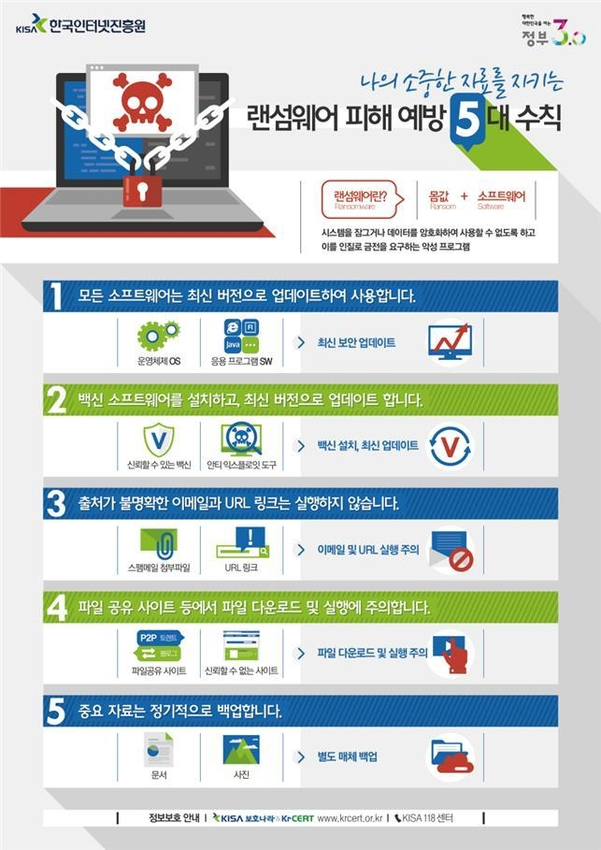 KISA 한국인터넷진흥원
행복한
대한민국을 여는
정부 3.0
나의 소중한 자료를 지키는
랜섬웨어 피해 예방 5대 수칙
랜섬웨어란?
Ransomware
몸값 + 소프트웨어
Ransom Software
시스템을 잠그거나 데이터를 암호화하여 사용할 수 없도록 하고
이를 인질로 금전을 요구하는 악성 프로그램
1 모든 소프트웨어는 최신 버전으로 업데이트하여 사용합니다.
e Fl
java
운영체제 OS
응용 프로그램 SW
최신 보안 업데이트
2 백신 소프트웨어를 설치하고, 최신 버전으로 업데이트 합니다.
V
신뢰할 수 있는 백신
안티 익스플로잇 도구
백신 설치, 최신 업데이트
V
3 출처가 불명확한 이메일과 URL 링크는 실행하지 않습니다.
스팸메일 첨부파일
URL 링크
이메일 및 URL 실행 주의
4 파일 공유 사이트 등에서 파일 다운로드 및 실행에 주의합니다.
P2P 토렌트
블로그
파일공유 사이트
신뢰할 수 없는 사이트
파일 다운로드 및 실행 주의
5 중요 자료는 정기적으로 백업합니다.
문서
사진
별도 매체 백업
정보보호 안내 | KISA 보호나라 & KrCERT www.krcert.or.kr | KISA 118 센터